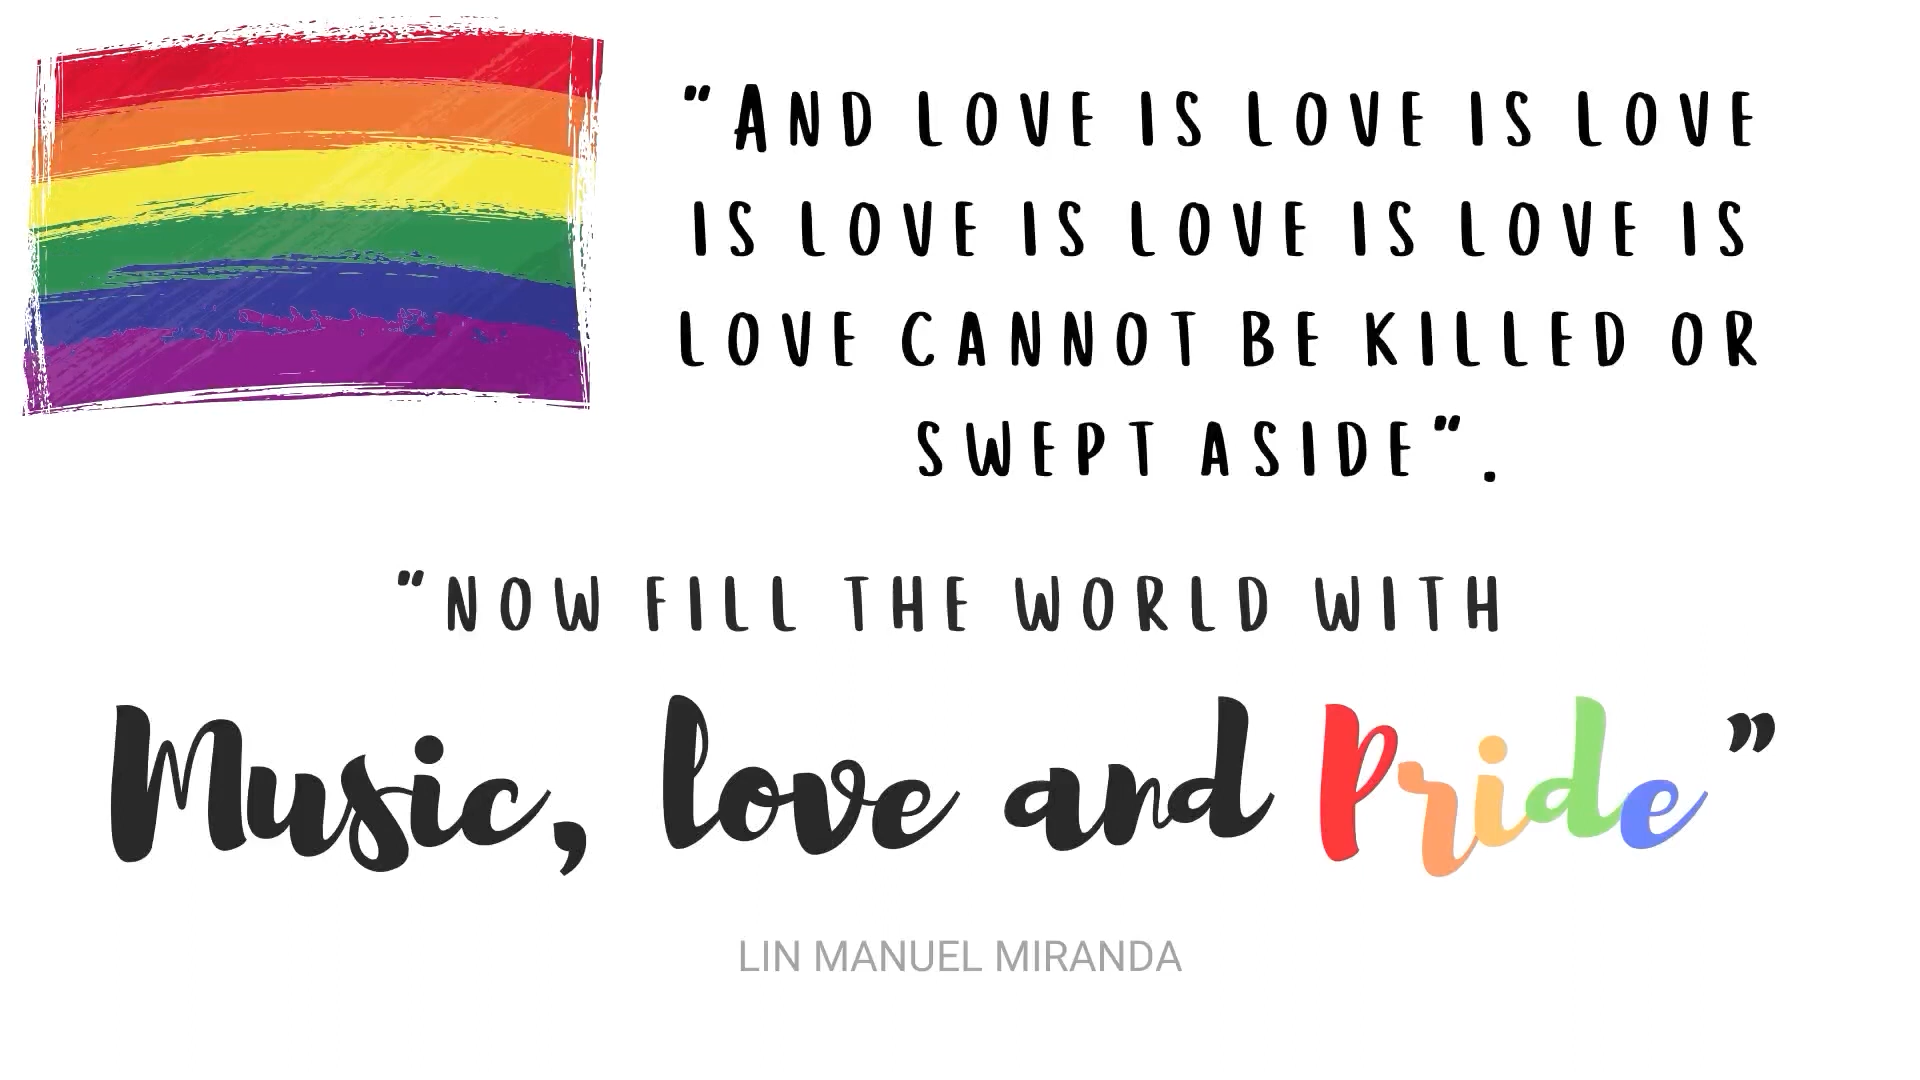 "AND LOVE IS LOVE IS LOVE
IS LOVE IS LOVE IS LOVE IS
LOVE CANNOT BE KILLED OR
SWEPT ASIDE".
"NOW FILL THE WORLD WITH
Music, love and Pride"
LIN MANUEL MIRANDA